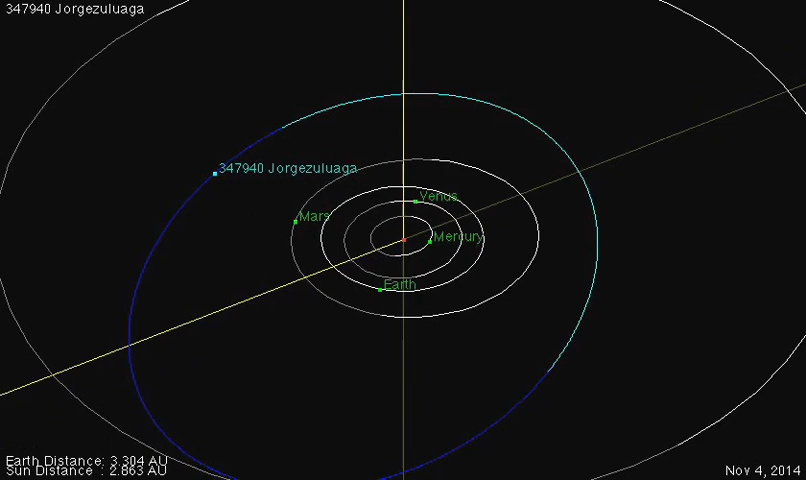 347940 Jorgezuluaga
347940 Jorgezuluaga
Venus
Mars
Mercury
Earth
Earth Distance: 3.304 AU
Sun Distance : 2.863 AU
Nov 4, 2014